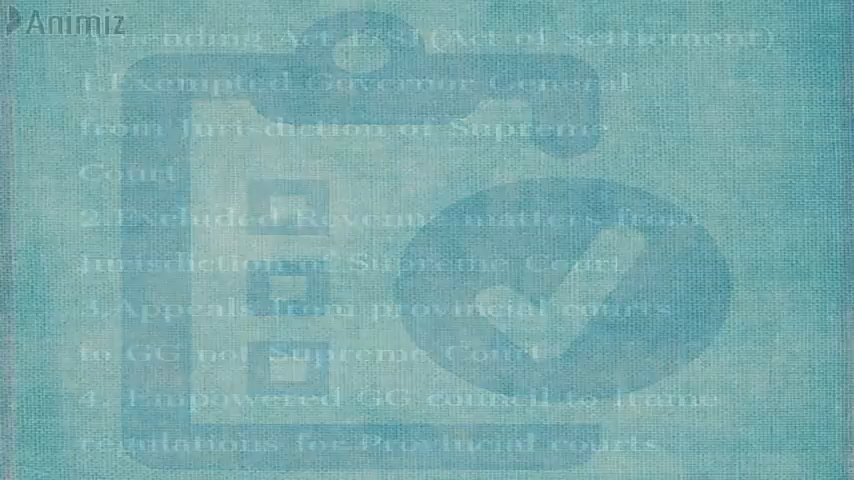 Animiz
Amending Act 1781(Act of Settlement)
1.Exempted Governor General
from Jurisdiction of Supreme
Court
2.Excluded Revenue matters from
Jurisdiction of Supreme Court
3.Appeals from provincial courts
to GG not Supreme Court
4. Empowered GG council to frame
regulations for Provincial courts